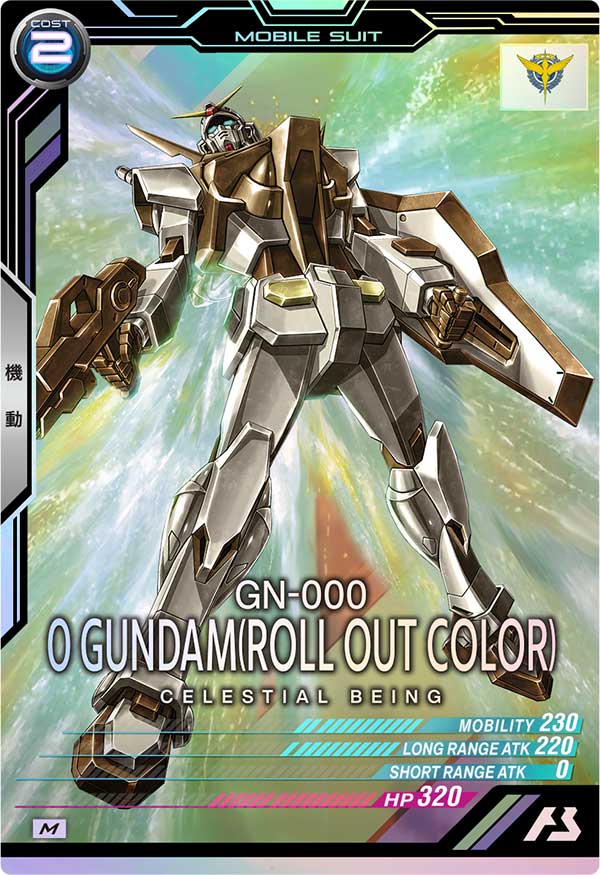 COST
2
MOBILE SUIT
機動
GN-000
0 GUNDAM(ROLL OUT COLOR)
CELESTIAL BEING
MOBILITY 230
LONG RANGE ATK 220
SHORT RANGE ATK 0
HP 320
M